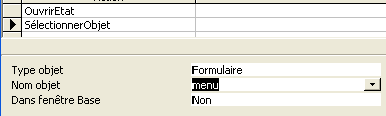 OuvrirEtat
SélectionnerObjet
Type objet Formulaire
Nom objet menu
Dans fenêtre Base Non